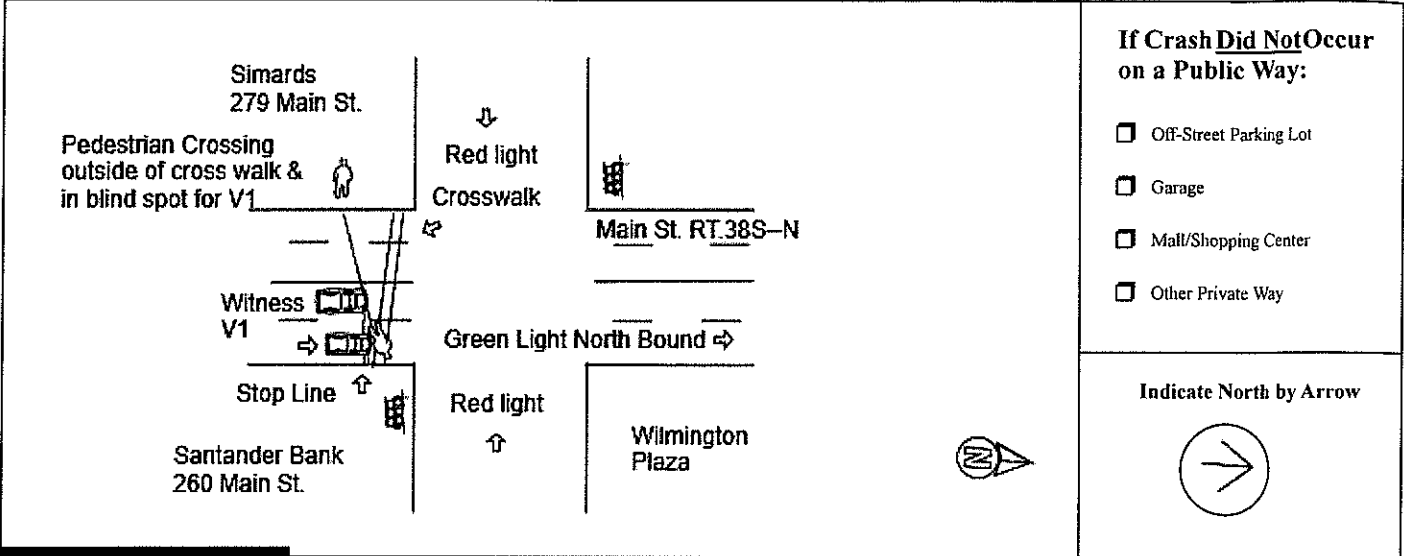 Simards
279 Main St.
Pedestrian Crossing
outside of cross walk &
in blind spot for V1
Red light
Crosswalk
Main St. RT.38S–N
Witness
V1
Green Light North Bound
Stop Line
Red light
Santander Bank
260 Main St.
Wilmington
Plaza
N
If Crash Did Not Occur
on a Public Way:
Off-Street Parking Lot
Garage
Mall/Shopping Center
Other Private Way
Indicate North by Arrow